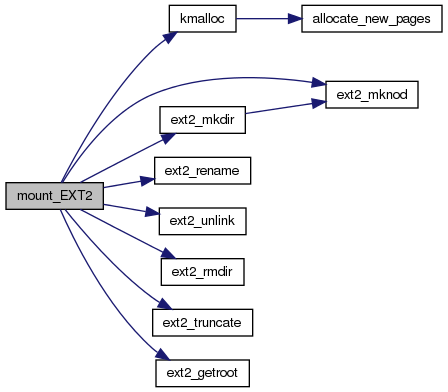 kmalloc
allocate_new_pages
ext2_mknod
ext2_mkdir
ext2_rename
mount_EXT2
ext2_unlink
ext2_rmdir
ext2_truncate
ext2_getroot